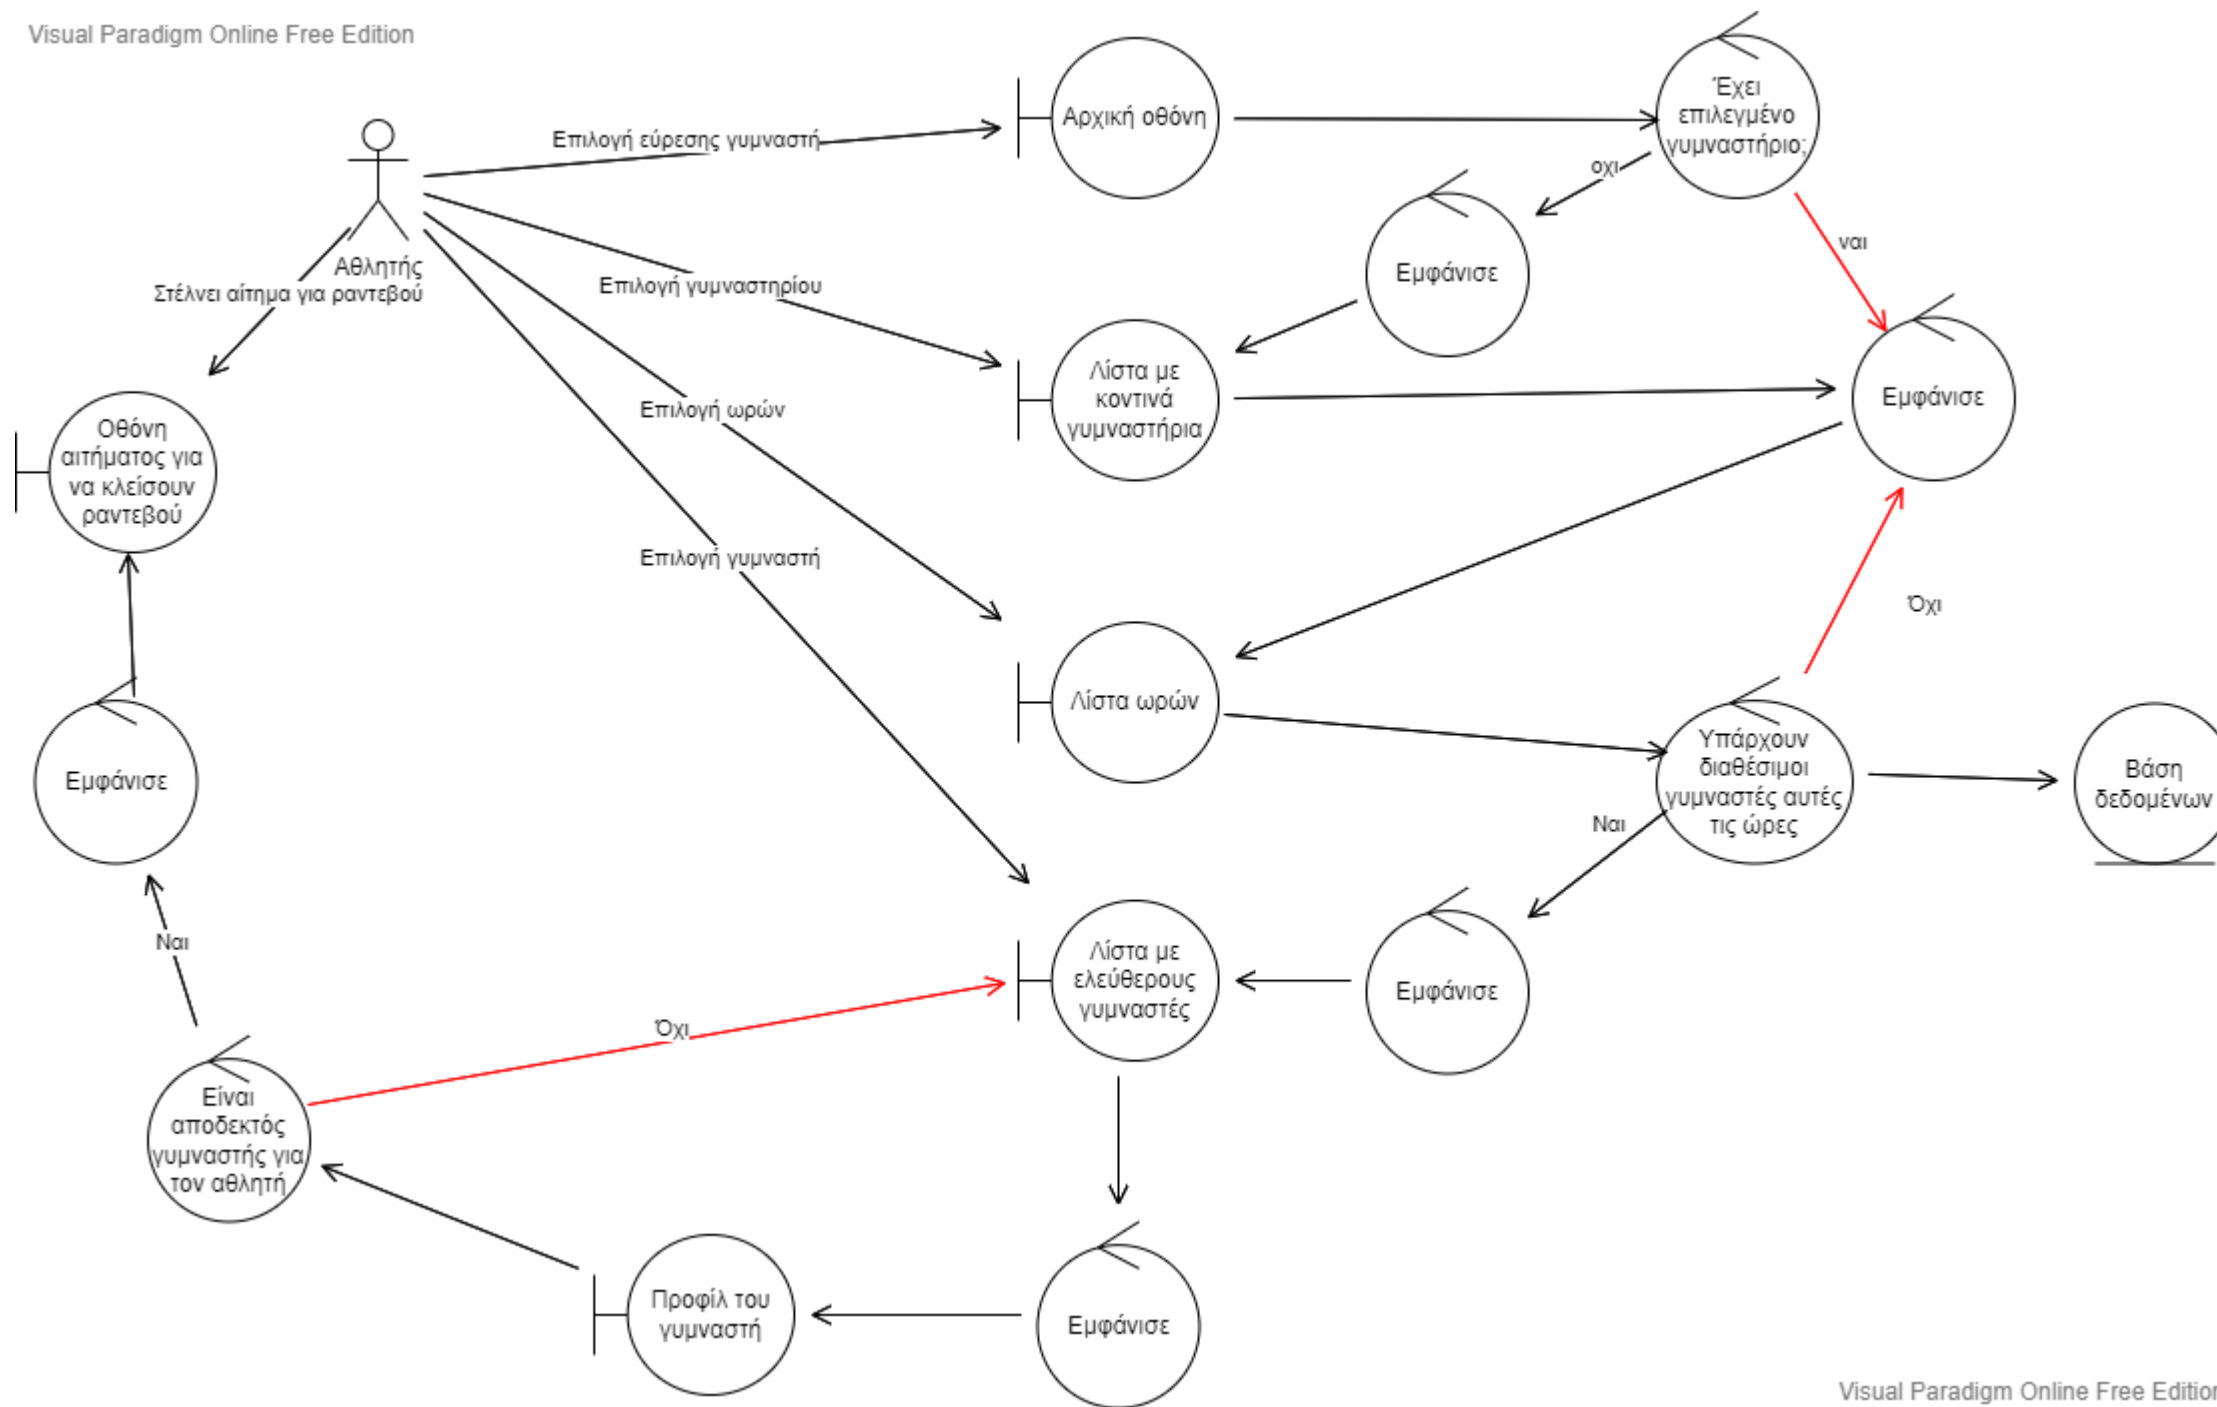 Visual Paradigm Online Free Edition
Αρχική οθόνη
Έχει
επιλεγμένο
γυμναστήριο;
Επιλογή εύρεσης γυμναστή
οχι
ναι
Αθλητής
Στέλνει αίτημα για ραντεβού
Επιλογή γυμναστηρίου
Εμφάνισε
Λίστα με
κοντινά
γυμναστήρια
Εμφάνισε
Επιλογή ωρών
Οθόνη
αιτήματος για
να κλείσουν
ραντεβού
Επιλογή γυμναστή
Όχι
Λίστα ωρών
Υπάρχουν
διαθέσιμοι
γυμναστές αυτές
τις ώρες
Βάση
δεδομένων
Εμφάνισε
Ναι
Ναι
Λίστα με
ελεύθερους
γυμναστές
Εμφάνισε
Όχι
Είναι
αποδεκτός
γυμναστής για
τον αθλητή
Προφίλ του
γυμναστή
Εμφάνισε
Visual Paradigm Online Free Edition